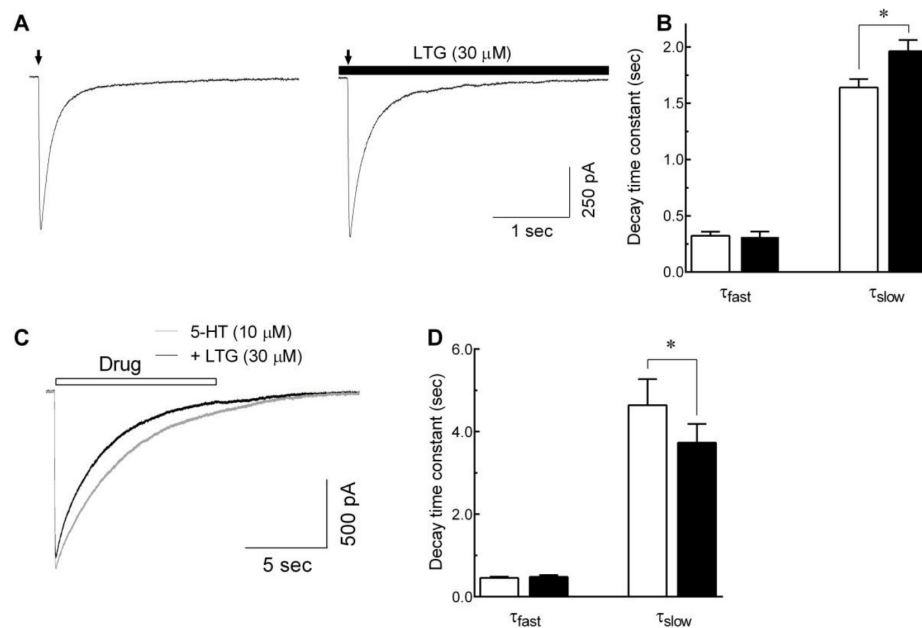 A
LTG (30 μM)
250 pA
1 sec
B
*
Decay time constant (sec)
2.0
1.5
1.0
0.5
0.0
τfast
τslow
C
5-HT (10 μM)
+ LTG (30 μM)
Drug
500 pA
5 sec
D
*
Decay time constant (sec)
6.0
4.0
2.0
0.0
τfast
τslow